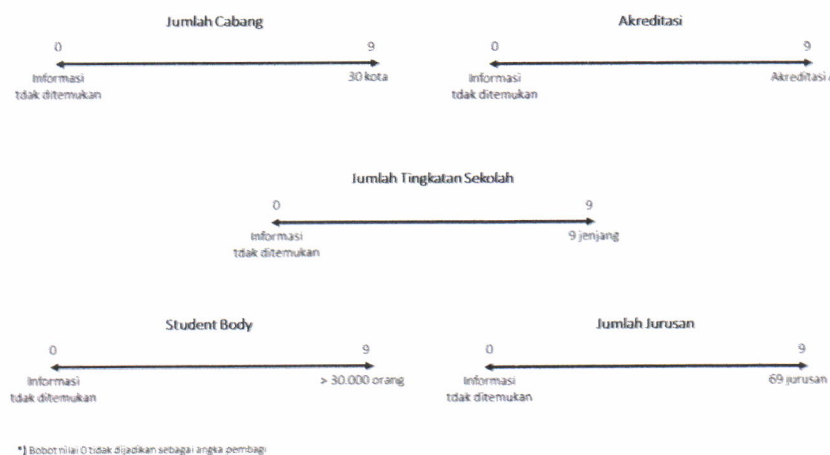 Jumlah Cabang
0 9
Informasi
tdak ditemukan
30 kota
Akreditasi
0 9
Informasi
tdak ditemukan
Akreditasi
Jumlah Tingkatan Sekolah
0 9
Informasi
tdak ditemukan
9 jenjang
Student Body
0 9
Informasi
tdak ditemukan
> 30.000 orang
Jumlah Jurusan
0 9
Informasi
tdak ditemukan
69 jurusan
*] Bobot nilai 0 tidak dijadikan sebagai angka pembagi